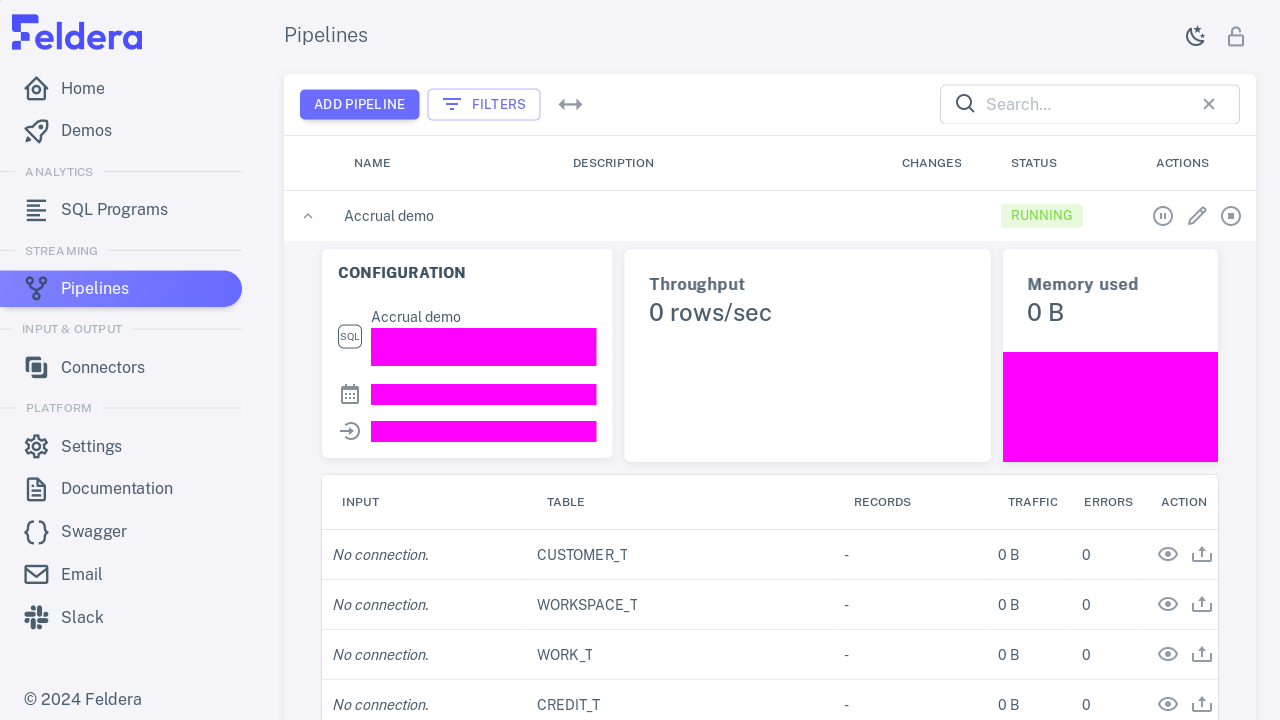 Feldera
Pipelines
Home
Demos
ANALYTICS
SQL Programs
STREAMING
Pipelines
INPUT & OUTPUT
Connectors
PLATFORM
Settings
Documentation
Swagger
Email
Slack
© 2024 Feldera
ADD PIPELINE
FILTERS
Search...
NAME DESCRIPTION CHANGES STATUS ACTIONS
Accrual demo RUNNING
CONFIGURATION
Accrual demo
SQL
Throughput
0 rows/sec
Memory used
0 B
INPUT TABLE RECORDS TRAFFIC ERRORS ACTION
No connection. CUSTOMER_T - 0 B 0
No connection. WORKSPACE_T - 0 B 0
No connection. WORK_T - 0 B 0
No connection. CREDIT_T - 0 B 0